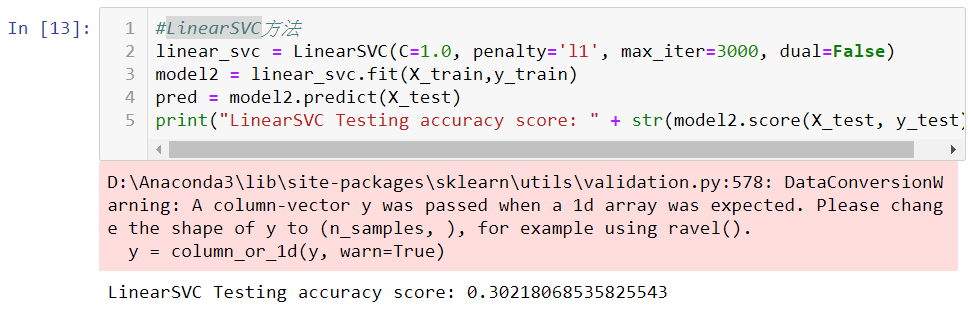 In [13]:
1 #LinearSVC方法
2 linear_svc = LinearSVC(C=1.0, penalty='l1', max_iter=3000, dual=False)
3 model2 = linear_svc.fit(X_train,y_train)
4 pred = model2.predict(X_test)
5 print("LinearSVC Testing accuracy score: " + str(model2.score(X_test, y_test)
D:\Anaconda3\lib\site-packages\sklearn\utils\validation.py:578: DataConversionW
arning: A column-vector y was passed when a 1d array was expected. Please chang
e the shape of y to (n_samples, ), for example using ravel().
  y = column_or_1d(y, warn=True)
LinearSVC Testing accuracy score: 0.30218068535825543